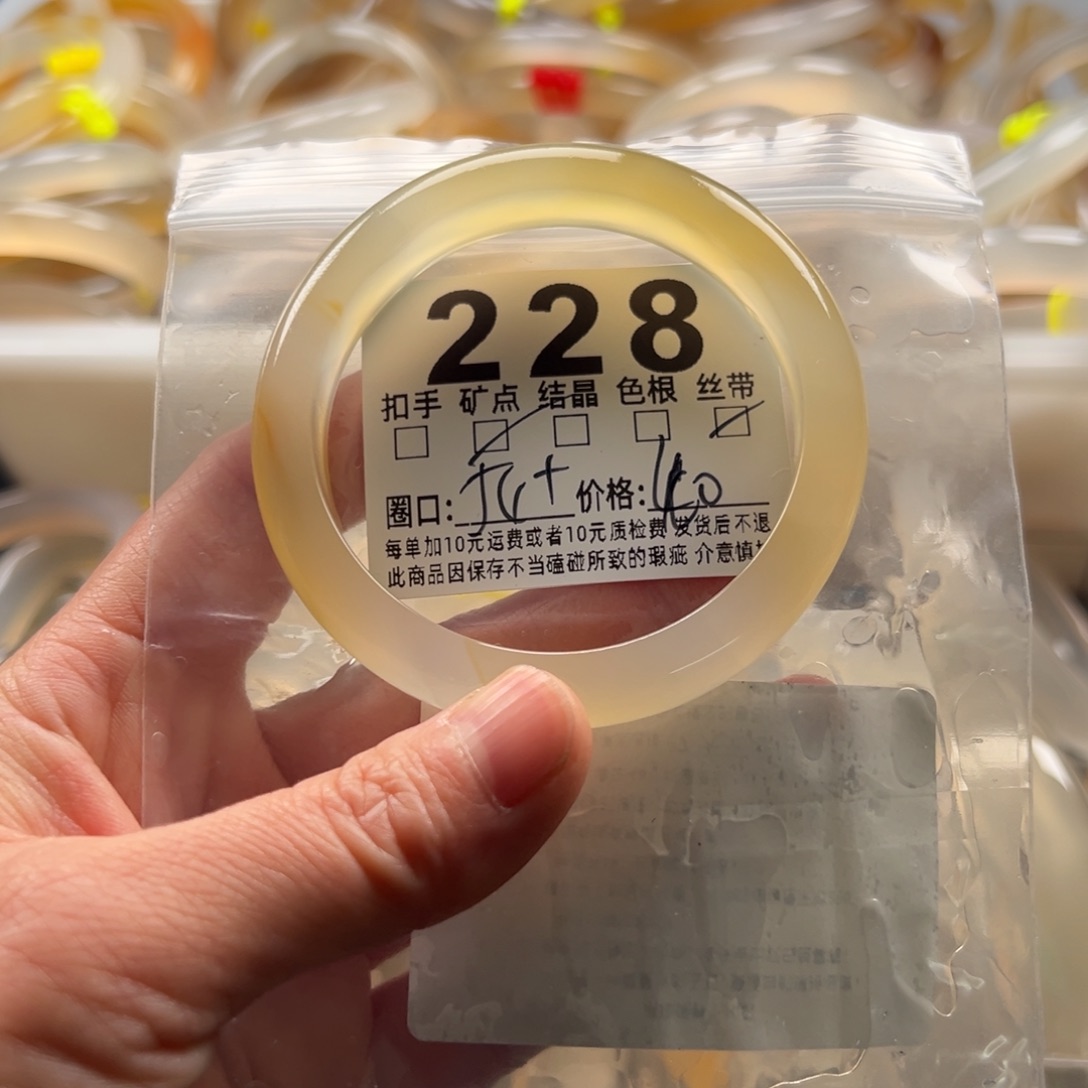 228
扣手 矿点 结晶 色根 丝带
圈口: 56+ 价格:
每单加10元运费或者10元质检费 发货后不退
此商品因保存不当磕碰所致的瑕疵 介意慎